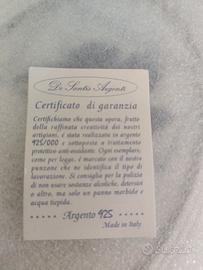 De Santis Argenti
Certificato di garanzia
Certifichiamo che questa opera, frutto
della raffinata creatività dei nostri
artigiani, è stata realizzata in argento
925/000 e sottoposta a trattamento
protettivo anti-ossidante. Ogni esemplare,
come per legge, è marcato con il nostro
punzone che ne identifica il tipo di
lavorazione. Si consiglia per la pulizia
di non usare sostanze alcoliche, deterisivi
o altro, ma solo un panno morbido e
acqua tiepida.
Argento 925
Made in Italy
subito